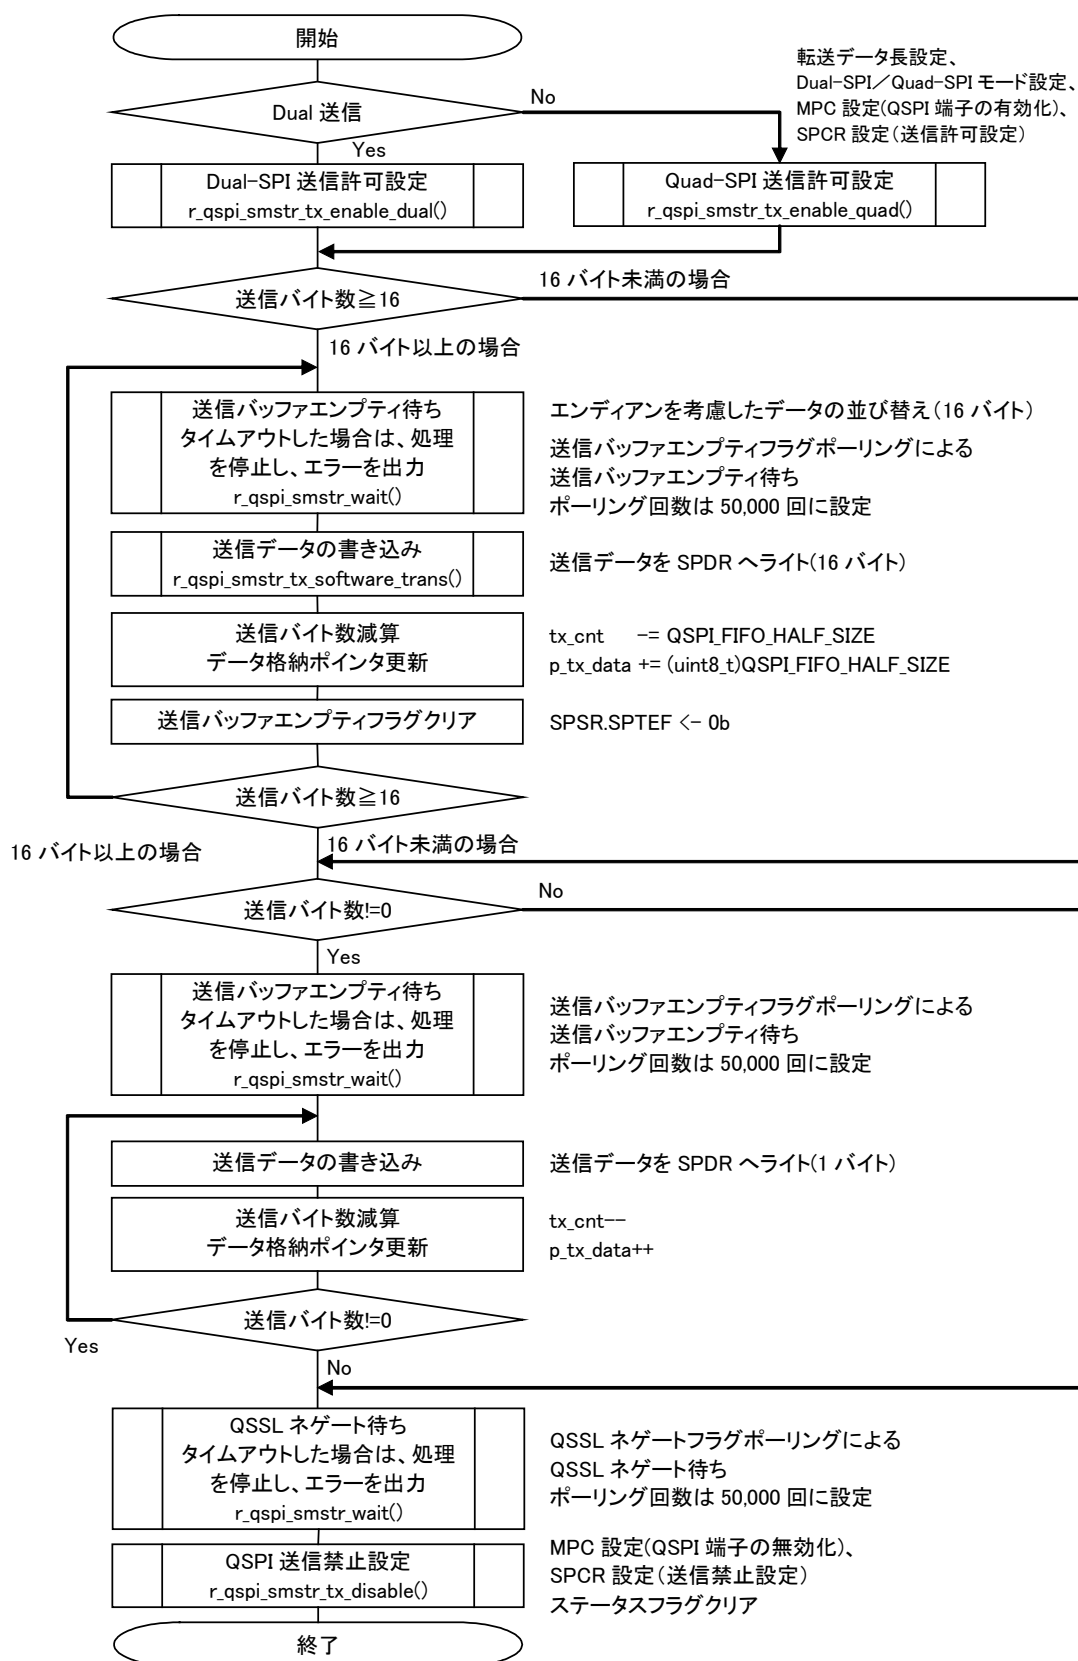 開始
転送データ長設定、
Dual-SPI／Quad-SPI モード設定、
MPC 設定(QSPI 端子の有効化)、
SPCR 設定（送信許可設定）
Dual 送信
No
Yes
Dual-SPI 送信許可設定
r_qspi_smstr_tx_enable_dual()
Quad-SPI 送信許可設定
r_qspi_smstr_tx_enable_quad()
送信バイト数≧16
16 バイト未満の場合
16 バイト以上の場合
送信バッファエンプティ待ち
タイムアウトした場合は、処理
を停止し、エラーを出力
r_qspi_smstr_wait()
エンディアンを考慮したデータの並び替え（16 バイト）
送信バッファエンプティフラグポーリングによる
送信バッファエンプティ待ち
ポーリング回数は 50,000 回に設定
送信データの書き込み
r_qspi_smstr_tx_software_trans()
送信データを SPDR へライト(16 バイト)
送信バイト数減算
データ格納ポインタ更新
tx_cnt -= QSPI_FIFO_HALF_SIZE
p_tx_data += (uint8_t)QSPI_FIFO_HALF_SIZE
送信バッファエンプティフラグクリア
SPSR.SPTEF <- 0b
送信バイト数≧16
16 バイト以上の場合
16 バイト未満の場合
送信バイト数!=0
No
Yes
送信バッファエンプティ待ち
タイムアウトした場合は、処理
を停止し、エラーを出力
r_qspi_smstr_wait()
送信バッファエンプティフラグポーリングによる
送信バッファエンプティ待ち
ポーリング回数は 50,000 回に設定
送信データの書き込み
送信データを SPDR へライト(1 バイト)
送信バイト数減算
データ格納ポインタ更新
tx_cnt--
p_tx_data++
送信バイト数!=0
Yes
No
QSSL ネゲート待ち
タイムアウトした場合は、処理
を停止し、エラーを出力
r_qspi_smstr_wait()
QSSL ネゲートフラグポーリングによる
QSSL ネゲート待ち
ポーリング回数は 50,000 回に設定
QSPI 送信禁止設定
r_qspi_smstr_tx_disable()
MPC 設定(QSPI 端子の無効化)、
SPCR 設定（送信禁止設定）
ステータスフラグクリア
終了